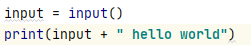 input = input()
print(input + " hello world")